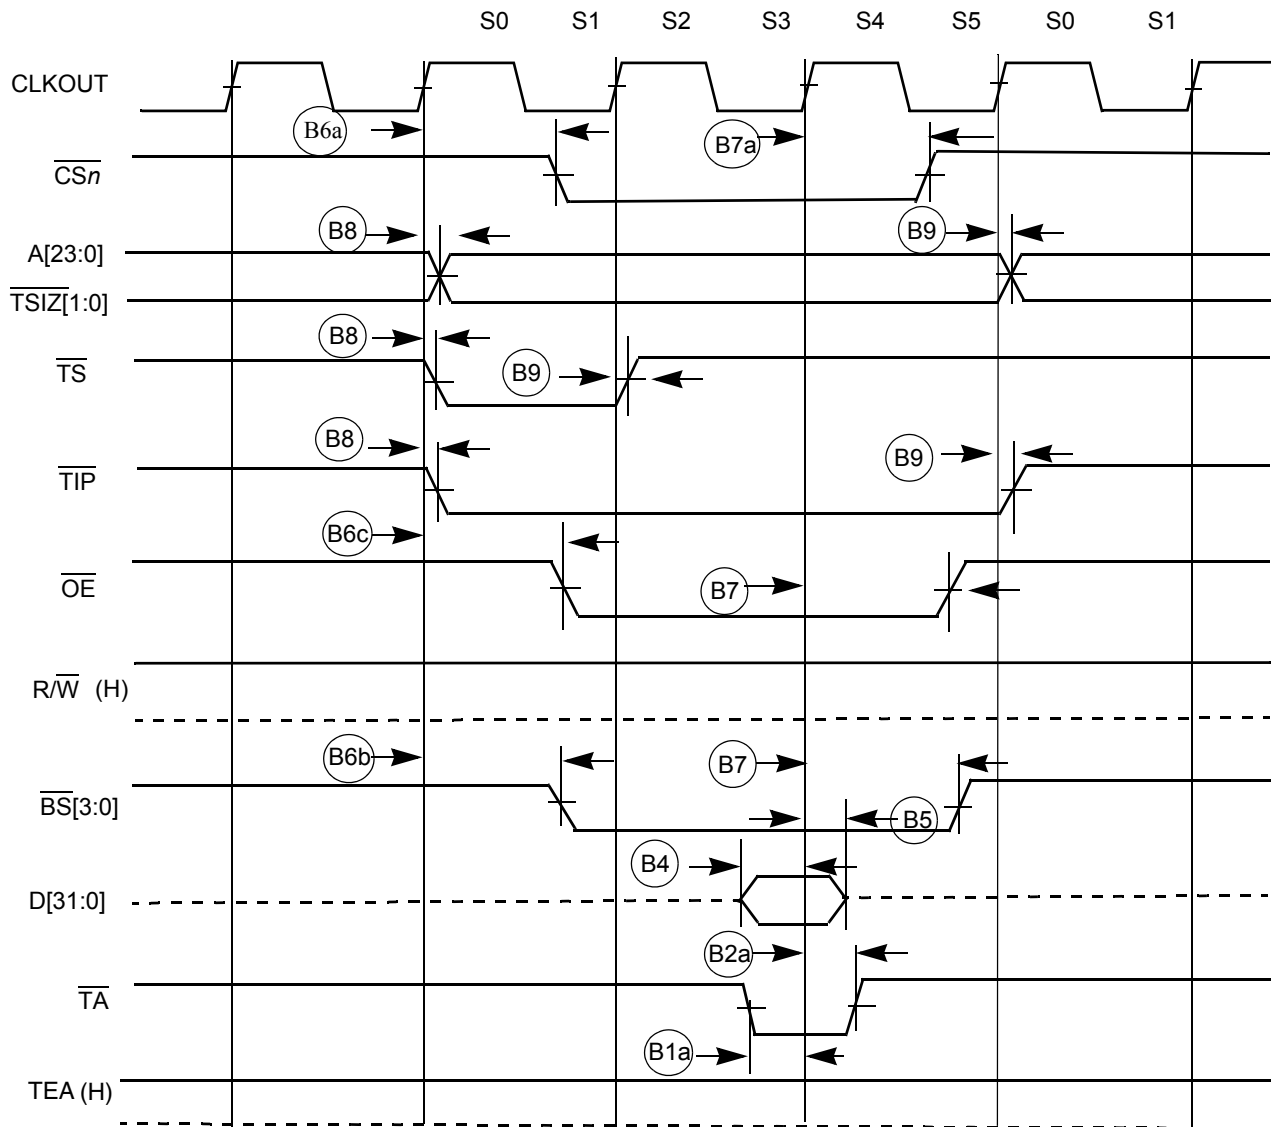 S0 S1 S2 S3 S4 S5 S0 S1
CLKOUT
B6a B7a
CSn
B8 B9
A[23:0]
TSIZ[1:0]
B8
TS B9
B8 B9
TIP
B6c
OE B7
R/W (H)
B6b B7
BS[3:0] B5
B4
D[31:0]
B2a
TA
B1a
TEA (H)